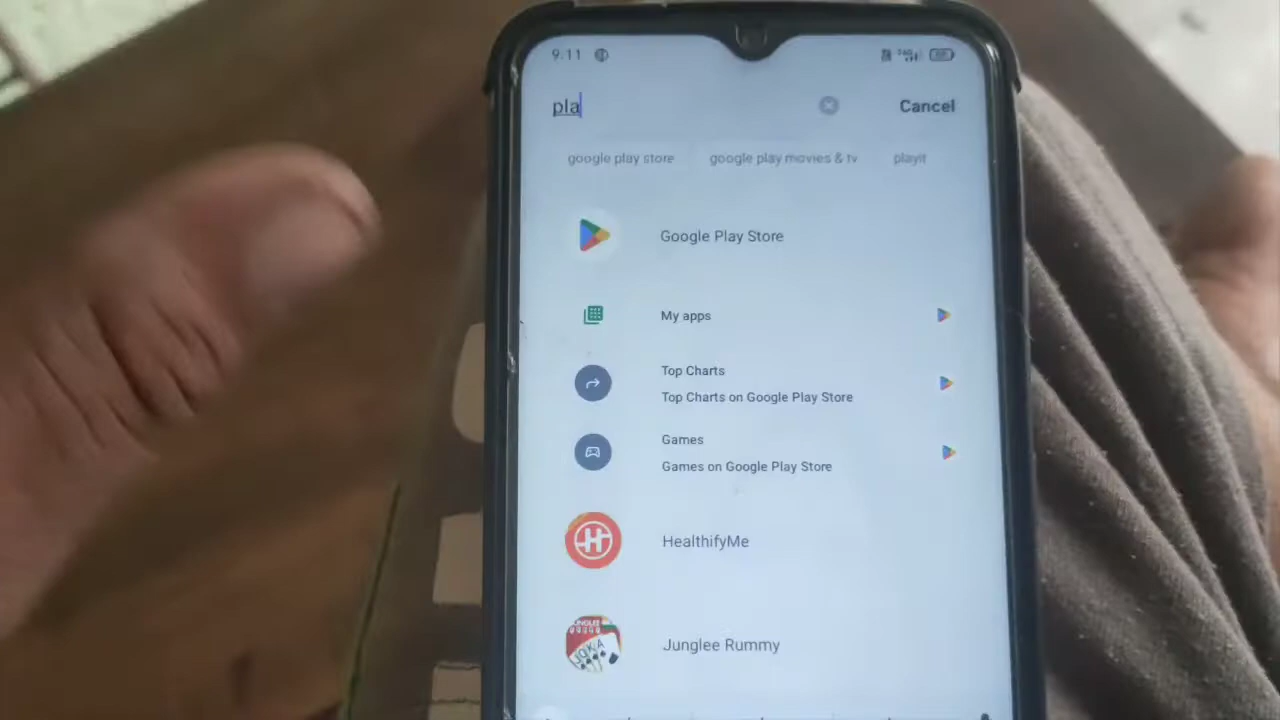 9.11
pla
Cancel
google play store
google play movies & tv
playit
Google Play Store
My apps
Top Charts
Top Charts on Google Play Store
Games
Games on Google Play Store
HealthifyMe
Junglee Rummy